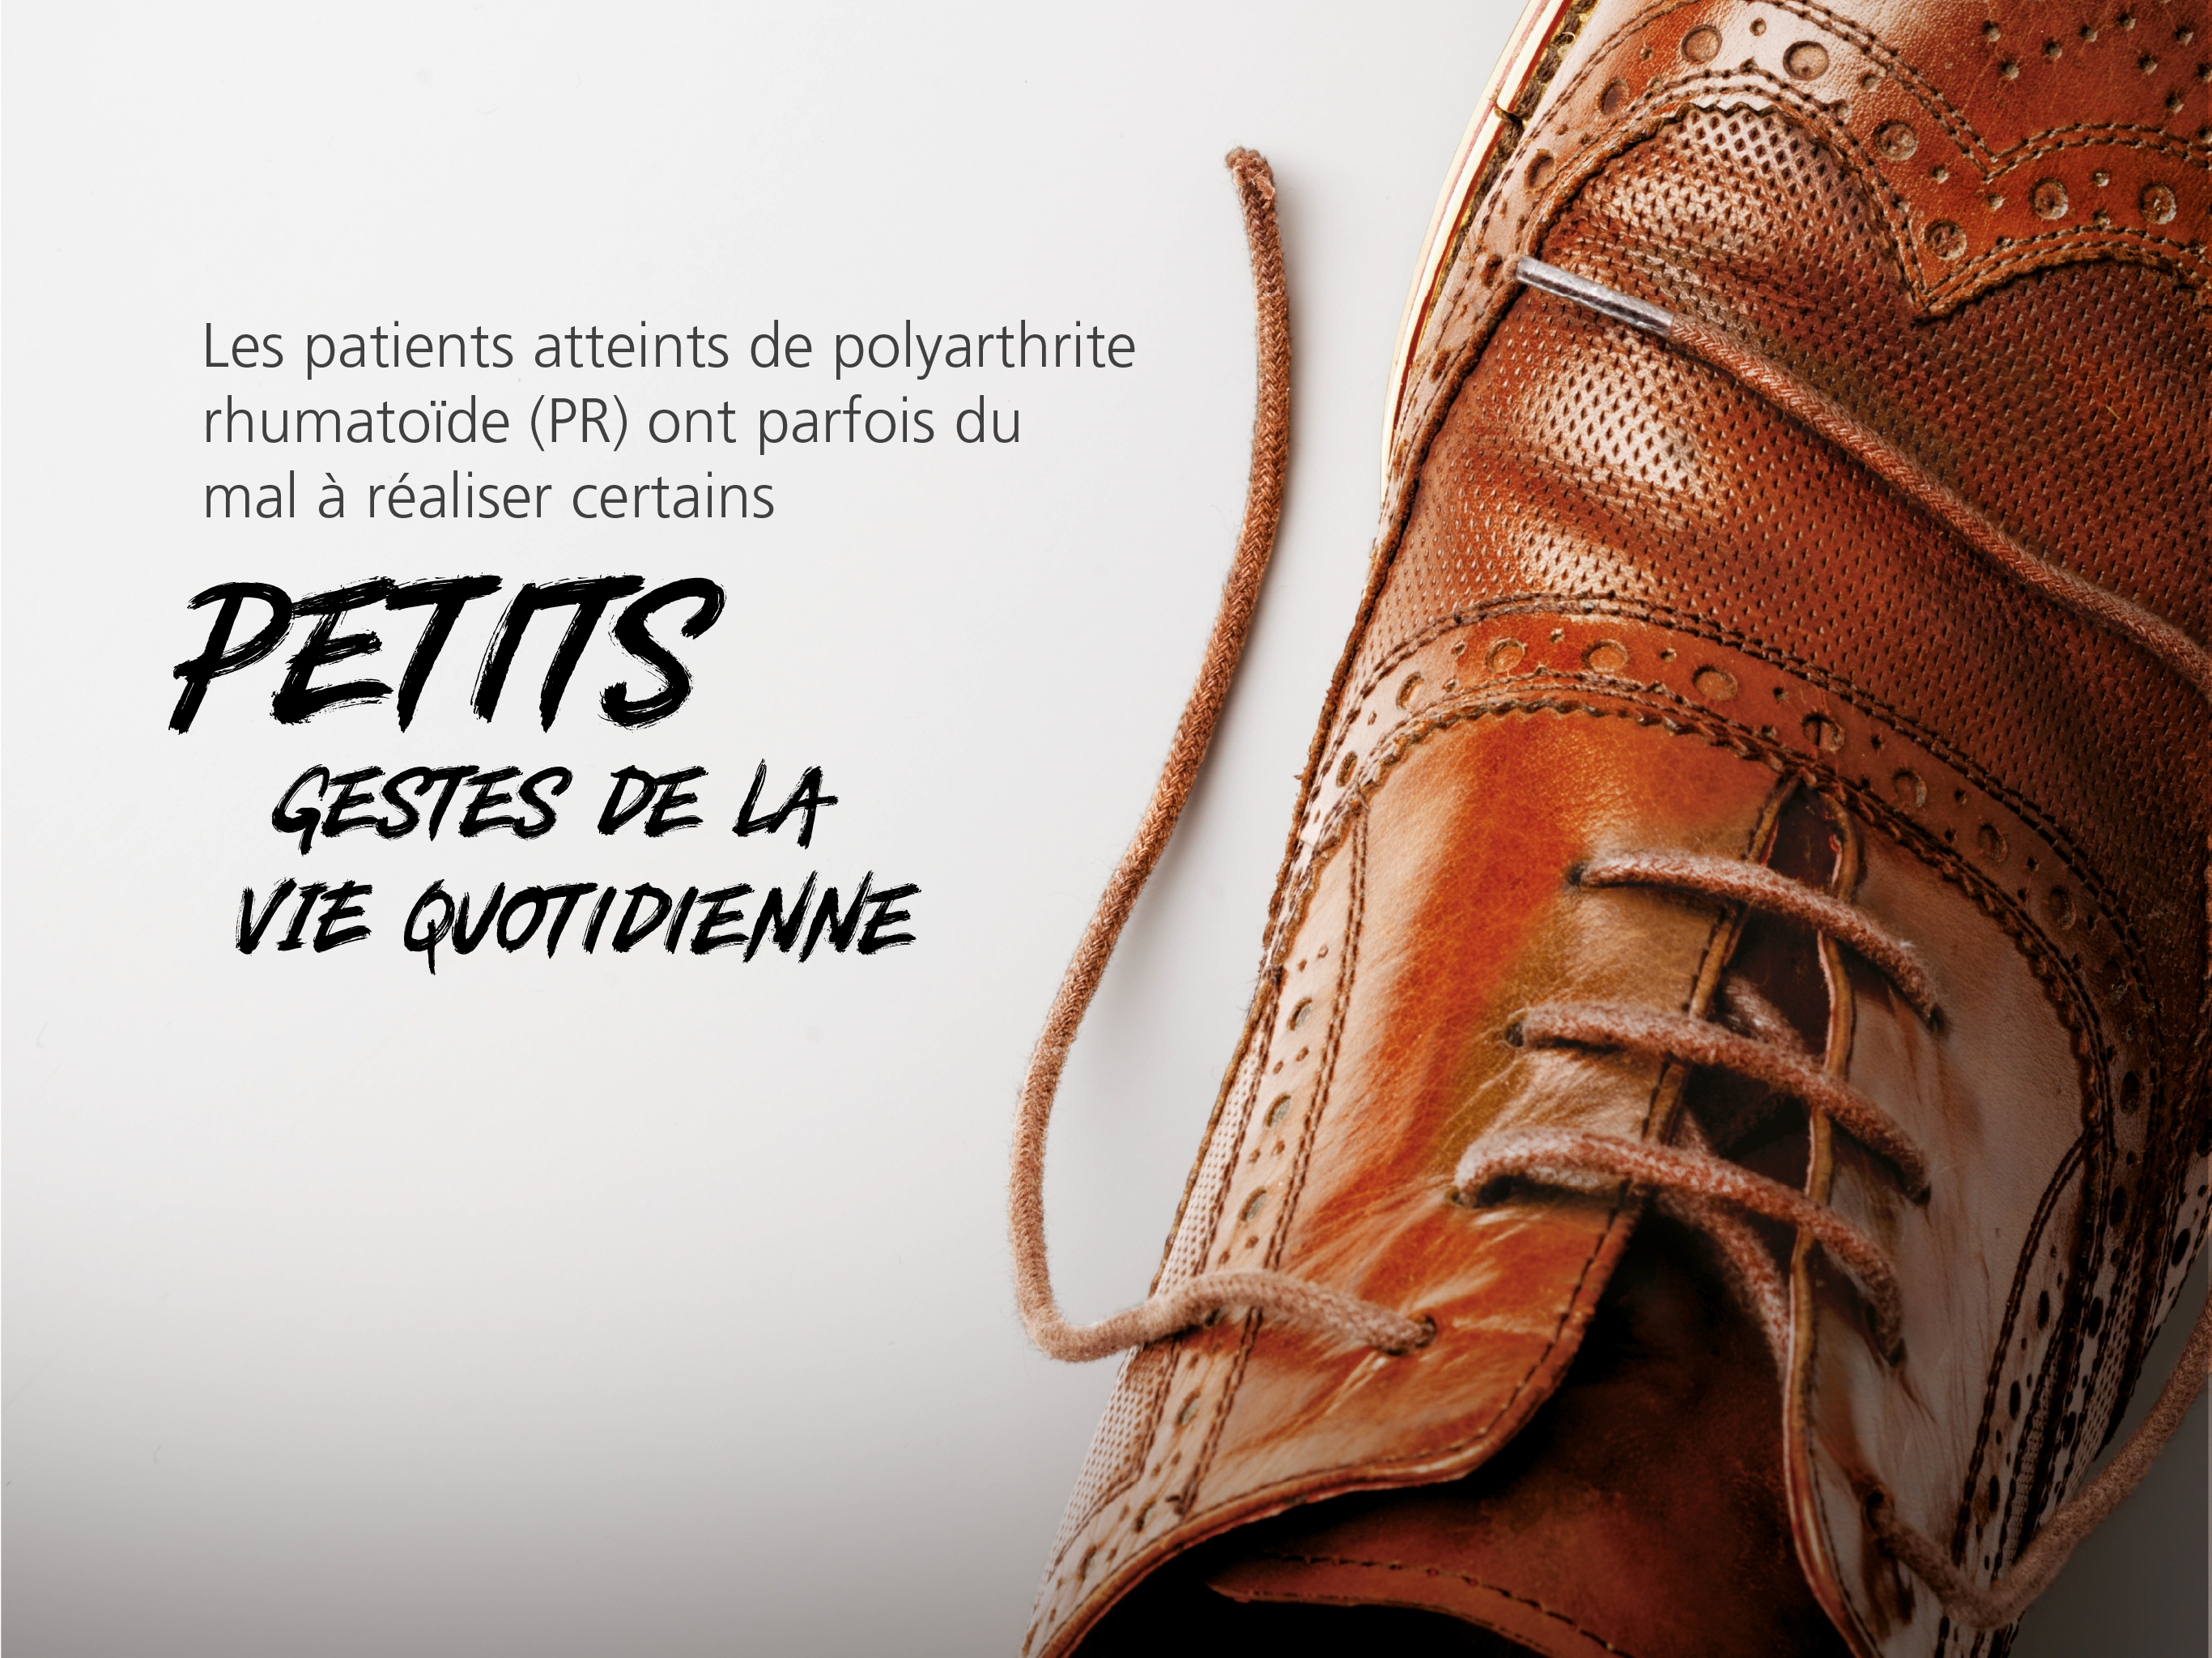 Les patients atteints de polyarthrite
rhumatoïde (PR) ont parfois du
mal à réaliser certains
PETITS
GESTES DE LA
VIE QUOTIDIENNE